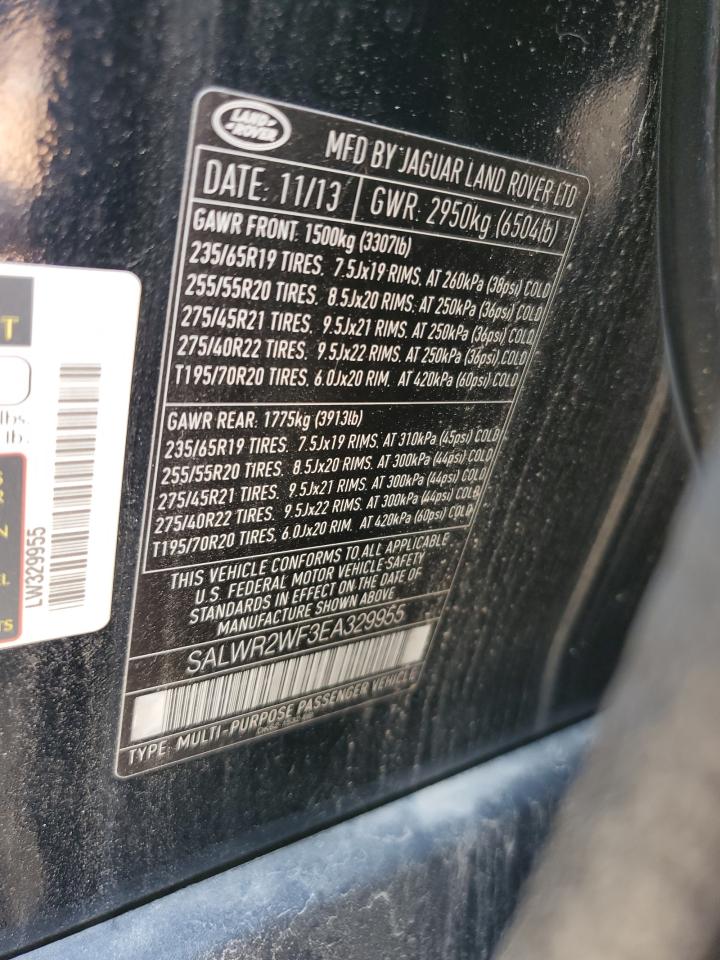 LAND
ROVER
MFD BY JAGUAR LAND ROVER LTD
DATE: 11/13 GWR: 2950kg (6504lb)
GAWR FRONT 1500kg (3307lb)
235/65R19 TIRES, 7.5Jx19 RIMS, AT 260kPa (38psi) COLD
255/55R20 TIRES, 8.5Jx20 RIMS, AT 250kPa (36psi) COLD
275/45R21 TIRES, 9.5Jx21 RIMS, AT 250kPa (36psi) COLD
275/40R22 TIRES, 9.5Jx22 RIMS, AT 250kPa (36psi) COLD
T195/70R20 TIRES, 6.0Jx20 RIM, AT 420kPa (60psi) COLD
GAWR REAR: 1775kg (3913lb)
235/65R19 TIRES, 7.5Jx19 RIMS, AT 310kPa (45psi) COLD
255/55R20 TIRES, 8.5Jx20 RIMS, AT 300kPa (44psi) COLD
275/45R21 TIRES, 9.5Jx21 RIMS, AT 300kPa (44psi) COLD
275/40R22 TIRES, 9.5Jx22 RIMS, AT 300kPa (44psi) COLD
T195/70R20 TIRES, 6.0Jx20 RIM, AT 420kPa (60psi) COLD
THIS VEHICLE CONFORMS TO ALL APPLICABLE
U.S. FEDERAL MOTOR VEHICLE SAFETY
STANDARDS IN EFFECT ON THE DATE OF
MANUFACTURE SHOWN ABOVE
SALWR2WF3EA329955
TYPE: MULTI-PURPOSE PASSENGER VEHICLE
T
lbs.
lb.
S
R
N
EL
TS
LW329955